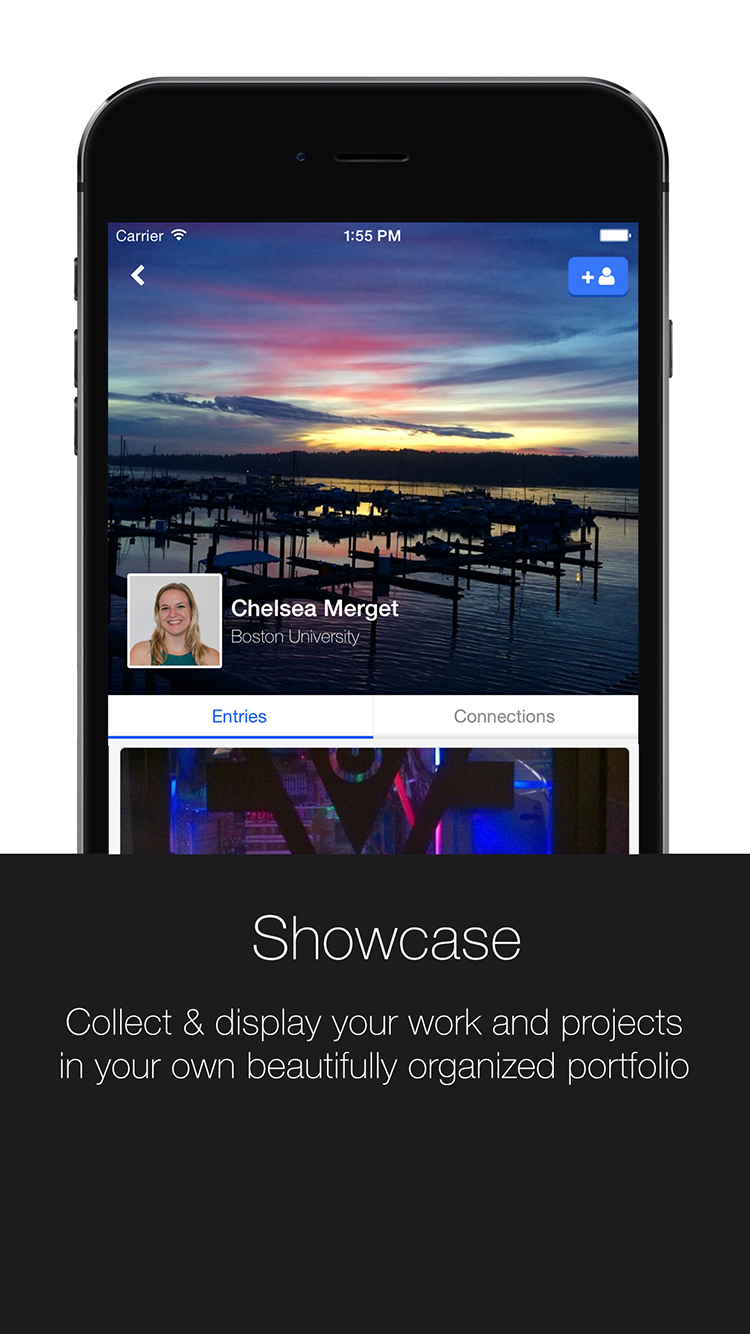 Carrier 1:55 PM
Chelsea Merget
Boston University
Entries Connections
Showcase
Collect & display your work and projects
in your own beautifully organized portfolio